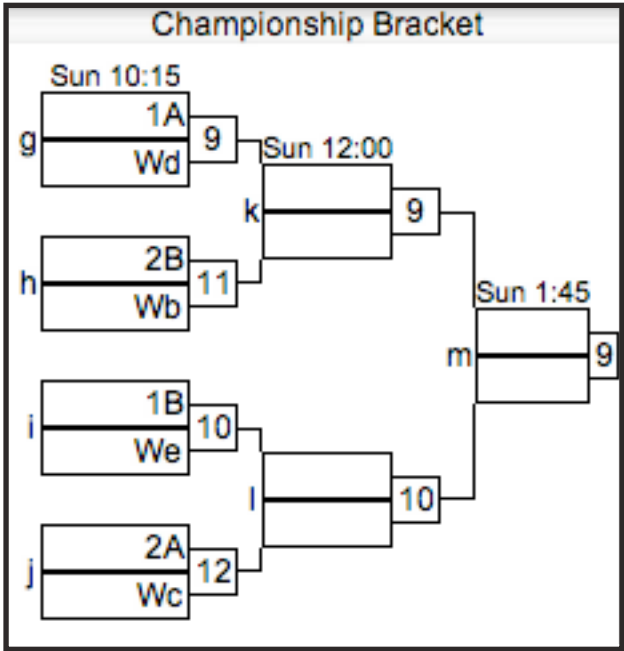 Championship Bracket
Sun 10:15
1A
g
9
Wd
Sun 12:00
k
9
2B
h
11
Wb
Sun 1:45
m
9
1B
i
10
We
l
10
2A
j
12
Wc